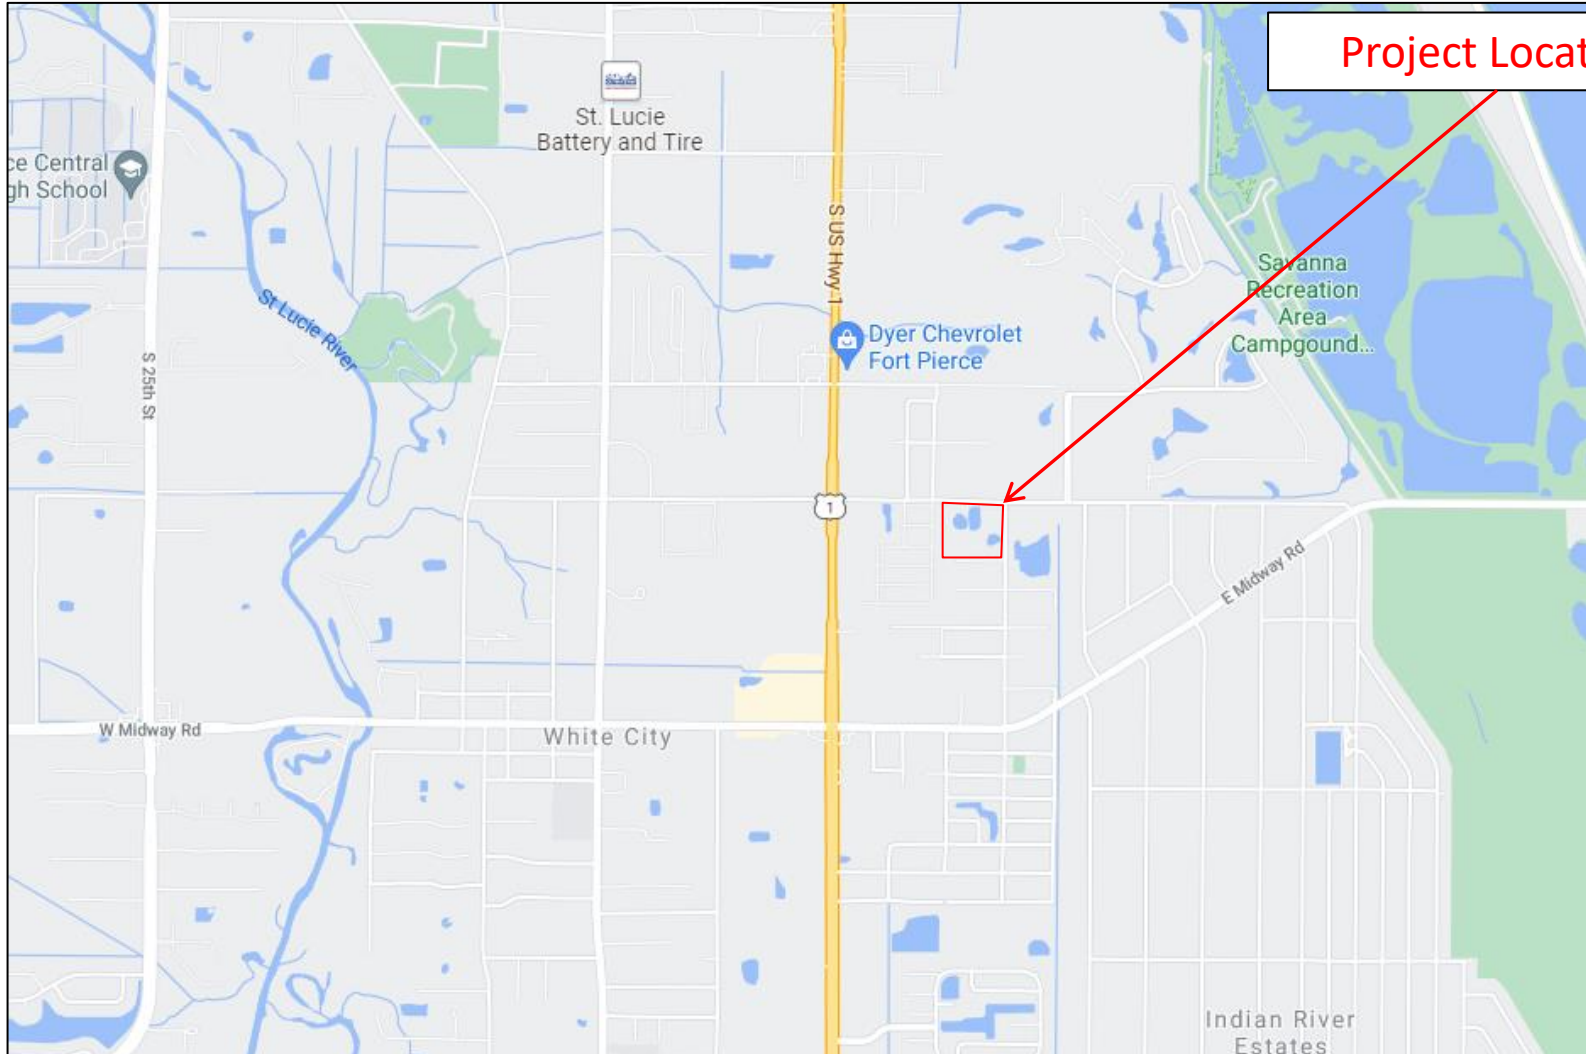 Project Locat
St. Lucie
Battery and Tire
ce Central
gh School
S US Hwy 1
Savanna
Recreation
Area
Campgound...
St Lucie River
Dyer Chevrolet
Fort Pierce
S 25th St
1
E Midway Rd
W Midway Rd
White City
Indian River
Estates